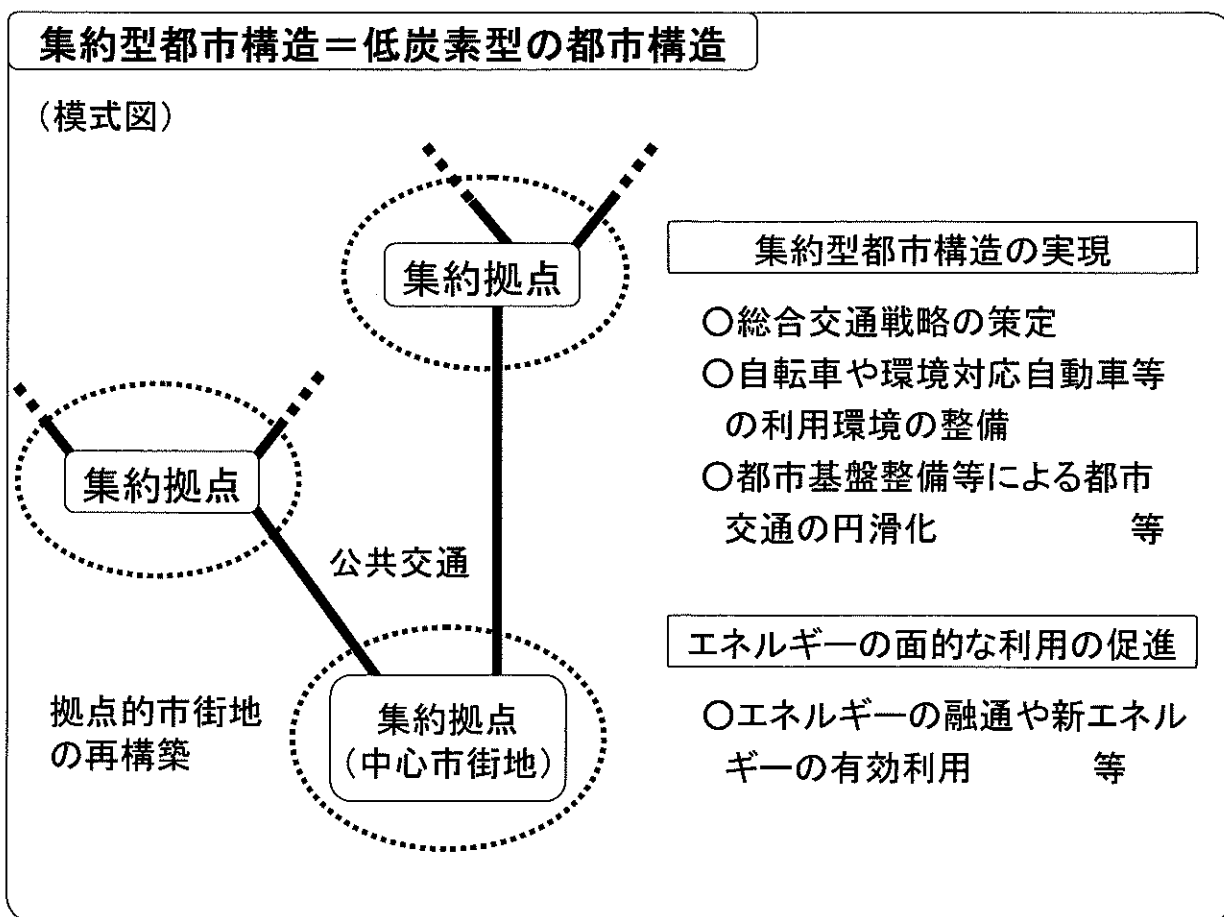 集約型都市構造＝低炭素型の都市構造
（模式図）
集約拠点
集約拠点
公共交通
拠点的市街地
の再構築
集約拠点
（中心市街地）
集約型都市構造の実現
〇総合交通戦略の策定
〇自転車や環境対応自動車等
の利用環境の整備
〇都市基盤整備等による都市
交通の円滑化　等
エネルギーの面的な利用の促進
〇エネルギーの融通や新エネル
ギーの有効利用　等